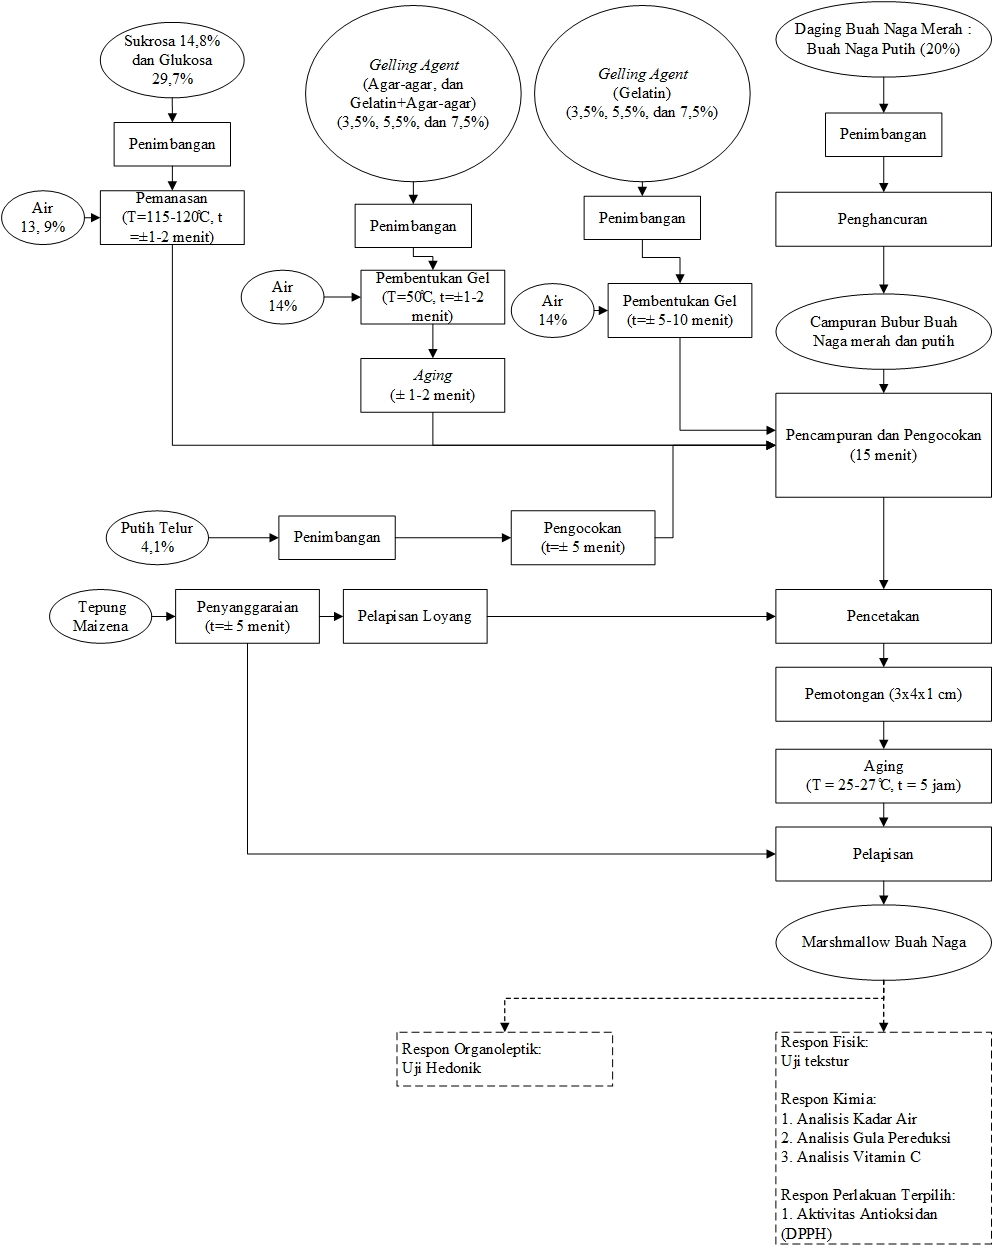 Sukrosa 14,8%
dan Glukosa
29,7%
Penimbangan
Air
13, 9%
Pemanasan
(T=115-120°C, t
=±1-2 menit)
Gelling Agent
(Agar-agar, dan
Gelatin+Agar-agar)
(3,5%, 5,5%, dan 7,5%)
Penimbangan
Air
14%
Pembentukan Gel
(T=50°C, t=±1-2
menit)
Aging
(± 1-2 menit)
Gelling Agent
(Gelatin)
(3,5%, 5,5%, dan 7,5%)
Penimbangan
Air
14%
Pembentukan Gel
(t=± 5-10 menit)
Daging Buah Naga Merah :
Buah Naga Putih (20%)
Penimbangan
Penghancuran
Campuran Bubur Buah
Naga merah dan putih
Pencampuran dan Pengocokan
(15 menit)
Putih Telur
4,1%
Penimbangan
Pengocokan
(t=± 5 menit)
Tepung
Maizena
Penyanggaraian
(t=± 5 menit)
Pelapisan Loyang
Pencetakan
Pemotongan (3x4x1 cm)
Aging
(T = 25-27°C, t = 5 jam)
Pelapisan
Marshmallow Buah Naga
Respon Organoleptik:
Uji Hedonik
Respon Fisik:
Uji tekstur
Respon Kimia:
1. Analisis Kadar Air
2. Analisis Gula Pereduksi
3. Analisis Vitamin C
Respon Perlakuan Terpilih:
1. Aktivitas Antioksidan
(DPPH)